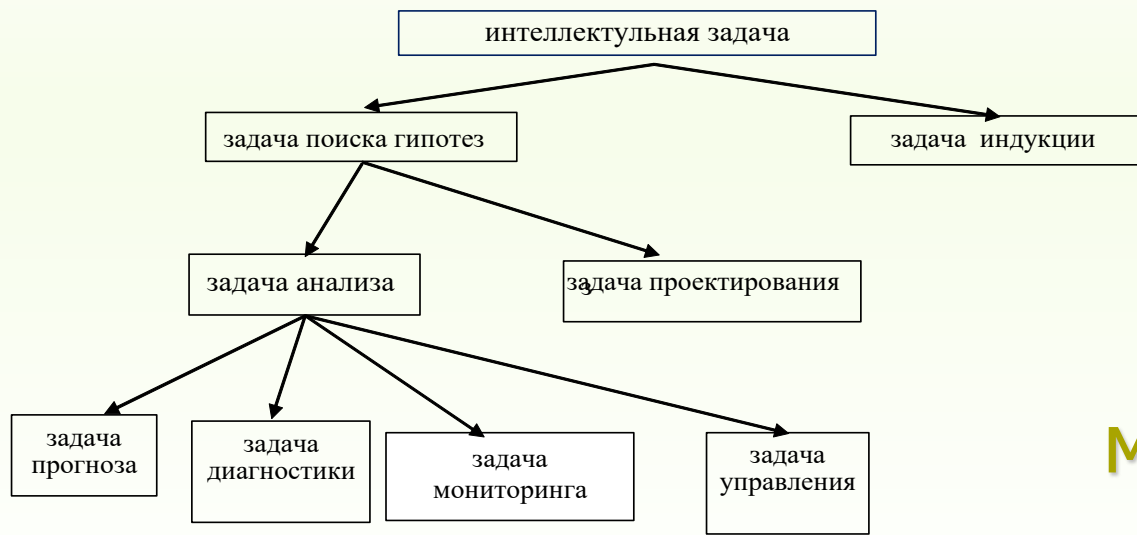 интеллектульная задача
задача поиска гипотез
задача индукции
задача анализа
задача проектирования
з
задача
прогноза
задача
диагностики
задача
мониторинга
задача
управления
М